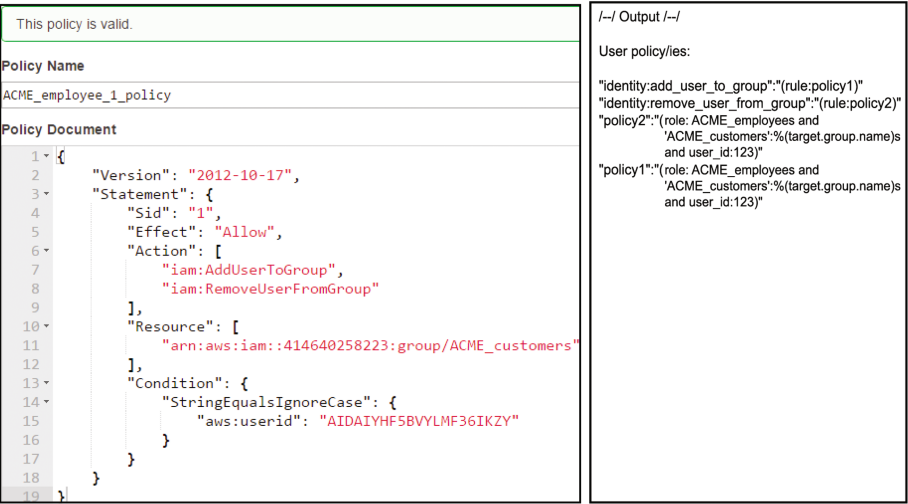 This policy is valid.
Policy Name
ACME_employee_1_policy
Policy Document
1 {
2 "Version": "2012-10-17",
3 "Statement": {
4 "Sid": "1",
5 "Effect": "Allow",
6 "Action": [
7 "iam:AddUserToGroup",
8 "iam:RemoveUserFromGroup"
9 ],
10 "Resource": [
11 "arn:aws:iam::414640258223:group/ACME_customers"
12 ],
13 "Condition": {
14 "StringEqualsIgnoreCase": {
15 "aws:userid": "AIDAIYHF5BVYLMF36IKZY"
16 }
17 }
18 }
19 }
/--/ Output /--/
User policy/ies:
"identity:add_user_to_group":"(rule:policy1)"
"identity:remove_user_from_group":"(rule:policy2)"
"policy2":"(role: ACME_employees and
'ACME_customers':%(target.group.name)s
and user_id:123)"
"policy1":"(role: ACME_employees and
'ACME_customers':%(target.group.name)s
and user_id:123)"